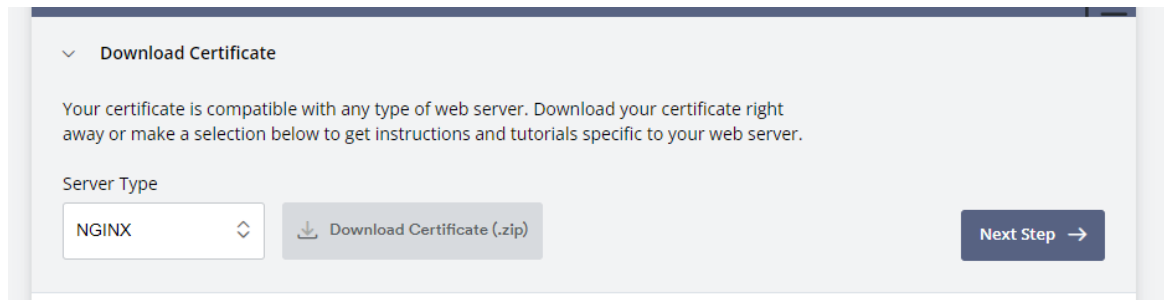 Download Certificate
Your certificate is compatible with any type of web server. Download your certificate right
away or make a selection below to get instructions and tutorials specific to your web server.
Server Type
NGINX
Download Certificate (.zip)
Next Step →